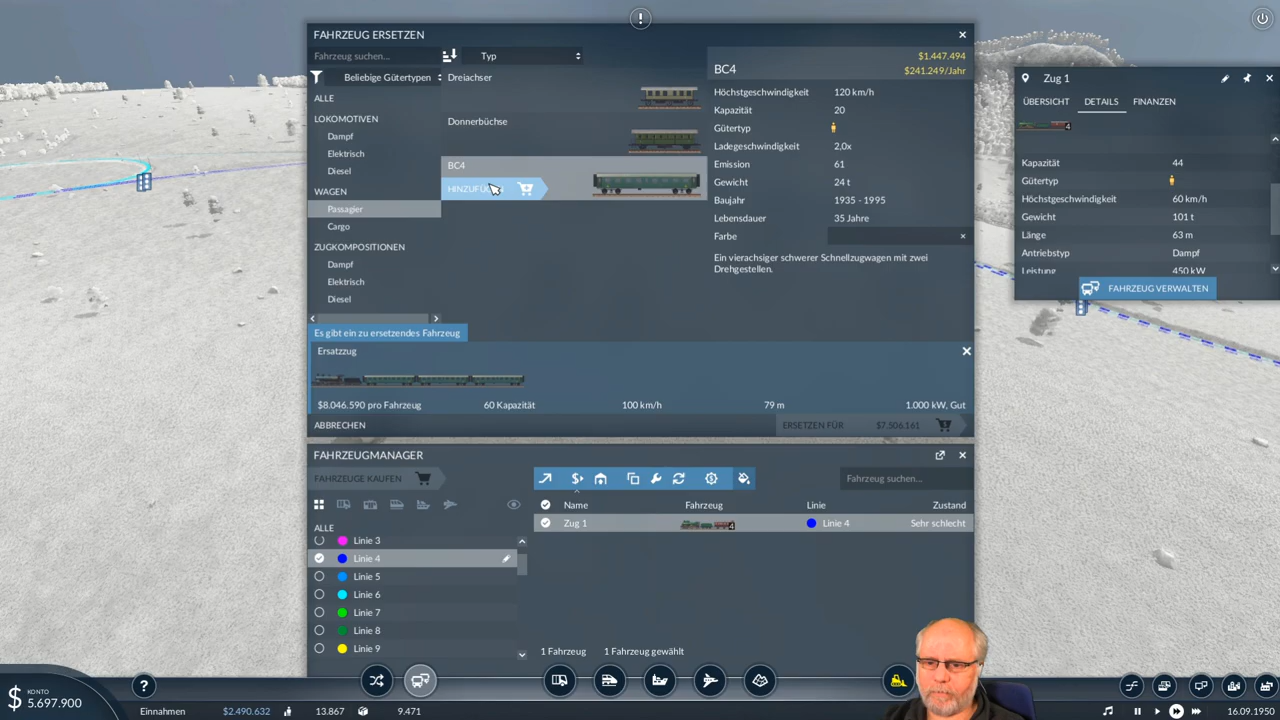 FAHRZEUG ERSETZEN
Fahrzeug suchen...
Typ
Beliebige Gütertypen
ALLE
LOKOMOTIVEN
Dampf
Elektrisch
Diesel
WAGEN
Passagier
Cargo
ZUGKOMPOSITIONEN
Dampf
Elektrisch
Diesel
Dreiachser
Donnerbüchse
BC4
$1.447.494
BC4
$241.249/Jahr
Höchstgeschwindigkeit 120 km/h
Kapazität 20
Gütertyp
Ladegeschwindigkeit 2,0x
Emission 61
Gewicht 24 t
Baujahr 1935 - 1995
Lebensdauer 35 Jahre
Farbe
Ein vierachsiger schwerer Schnellzugwagen mit zwei
Drehgestellen.
Es gibt ein zu ersetzendes Fahrzeug
Ersatzzug
$8.046.590 pro Fahrzeug 60 Kapazität 100 km/h 79 m 1.000 kW, Gut
ABBRECHEN
ERSETZEN FÜR $7.506.161
Zug 1
ÜBERSICHT DETAILS FINANZEN
4
Kapazität 44
Gütertyp
Höchstgeschwindigkeit 60 km/h
Gewicht 101 t
Länge 63 m
Antriebstyp Dampf
Leistung 450 kW
FAHRZEUG VERWALTEN
FAHRZEUGMANAGER
FAHRZEUGE KAUFEN
Fahrzeug suchen...
ALLE
Linie 3
Linie 4
Linie 5
Linie 6
Linie 7
Linie 8
Linie 9
Name Fahrzeug Linie Zustand
Zug 1 4 Linie 4 Sehr schlecht
1 Fahrzeug 1 Fahrzeug gewählt
$ KONTO
5.697.900
?
Einnahmen $2.490.632 13.867 9.471
16.09.1950